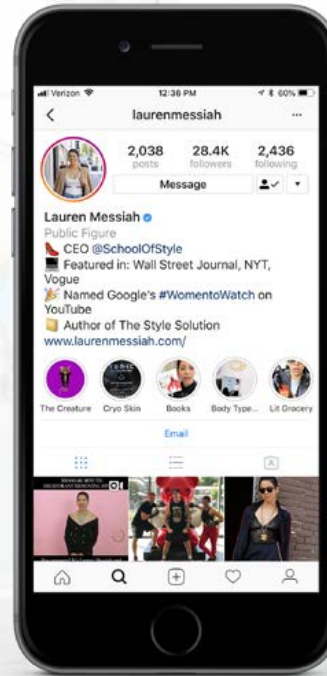 Verizon 12:36 PM 60%
laurenmessiah
2,038 28.4K 2,436
posts followers following
Message
Lauren Messiah
Public Figure
CEO @SchoolOfStyle
Featured in: Wall Street Journal, NYT,
Vogue
Named Google's #WomentoWatch on
YouTube
Author of The Style Solution
www.laurenmessiah.com/
The Creature Cryo Skin Books Body Type... Lit Grocery
Email